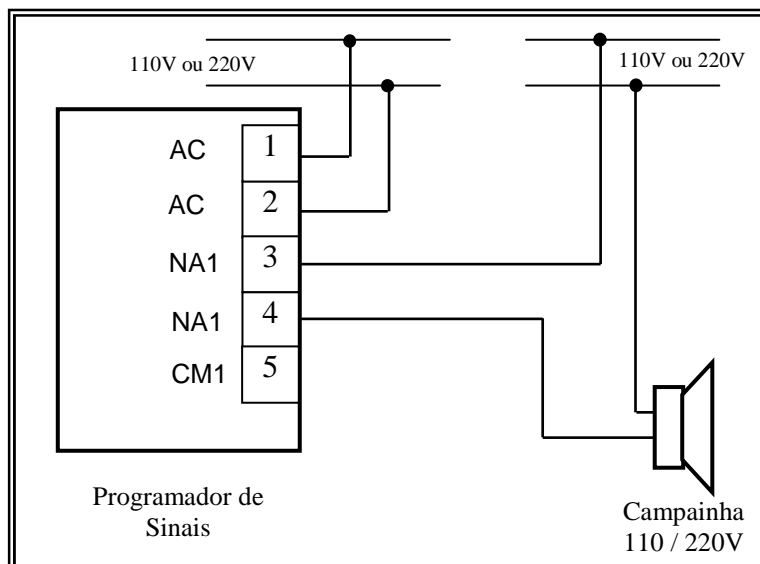 110V ou 220V
110V ou 220V
AC 1
AC 2
NA1 3
NA1 4
CM1 5
Programador de
Sinais
Campainha
110 / 220V